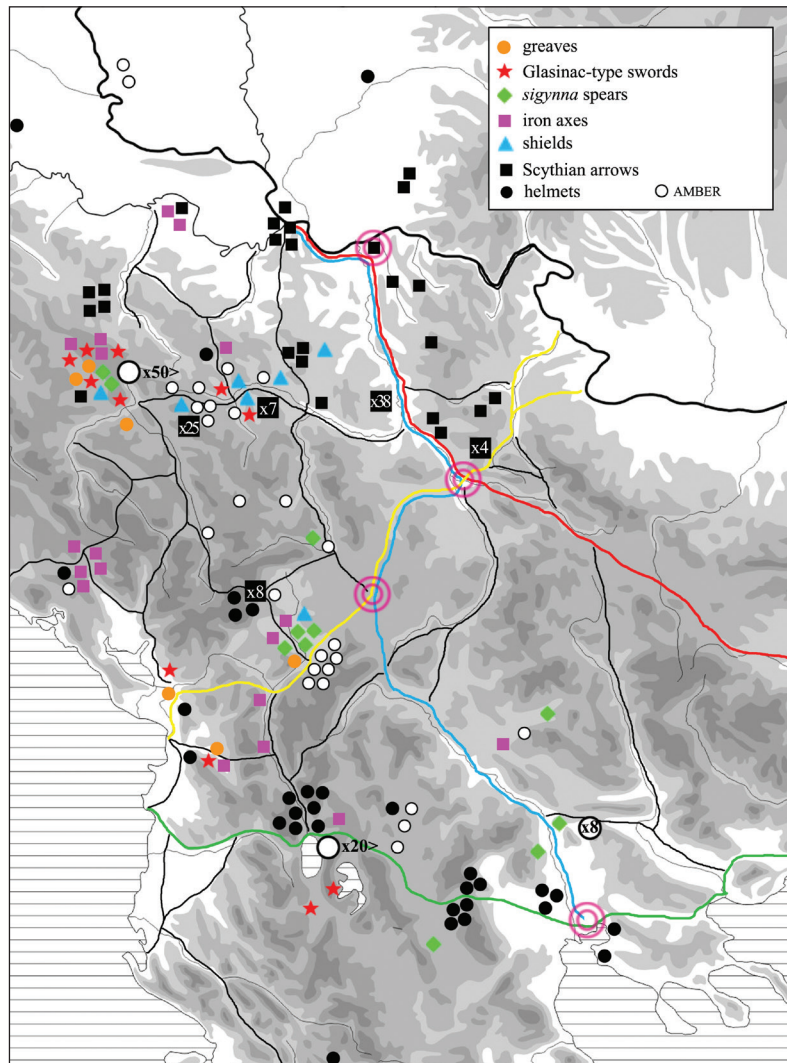 greaves
Glasinac-type swords
sigynna spears
iron axes
shields
Scythian arrows
helmets
AMBER
x50>
x7
x38
x25
x4
x8
x8
x20>